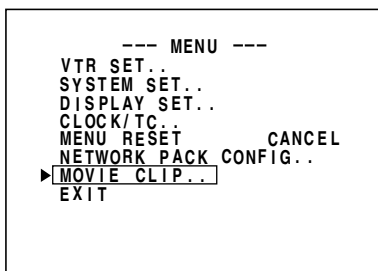 --- MENU ---
VTR SET..
SYSTEM SET..
DISPLAY SET..
CLOCK/TC..
MENU RESET CANCEL
NETWORK PACK CONFIG..
▶MOVIE CLIP..
EXIT